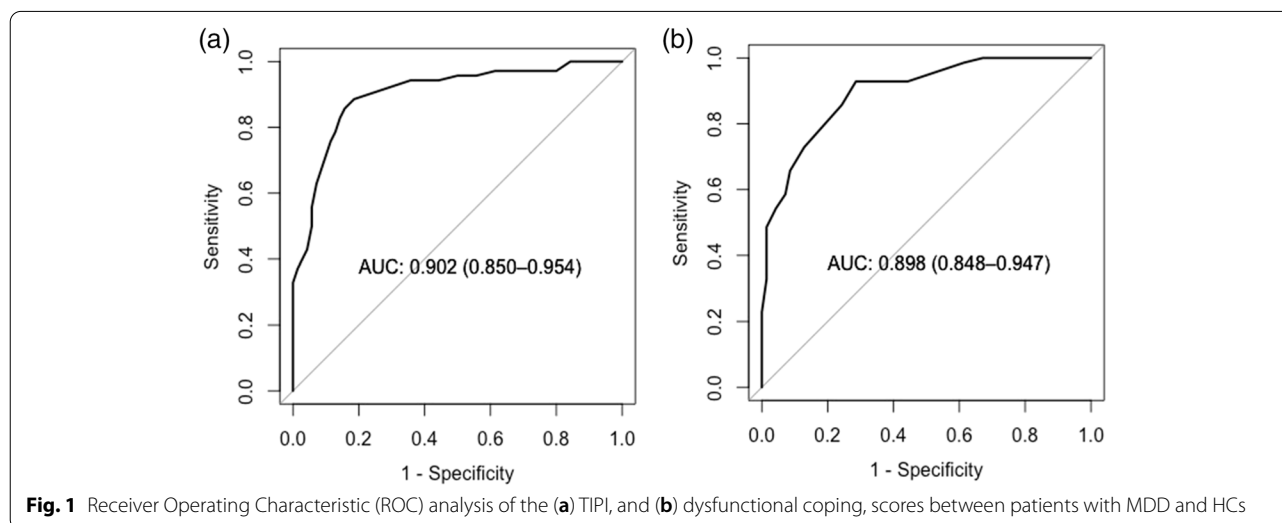 (a)
1.0
0.8
0.6
0.4
0.2
0.0
Sensitivity
AUC: 0.902 (0.850–0.954)
0.0 0.2 0.4 0.6 0.8 1.0
1 - Specificity
(b)
1.0
0.8
0.6
0.4
0.2
0.0
Sensitivity
AUC: 0.898 (0.848–0.947)
0.0 0.2 0.4 0.6 0.8 1.0
1 - Specificity
Fig. 1 Receiver Operating Characteristic (ROC) analysis of the (a) TIPI, and (b) dysfunctional coping, scores between patients with MDD and HCs